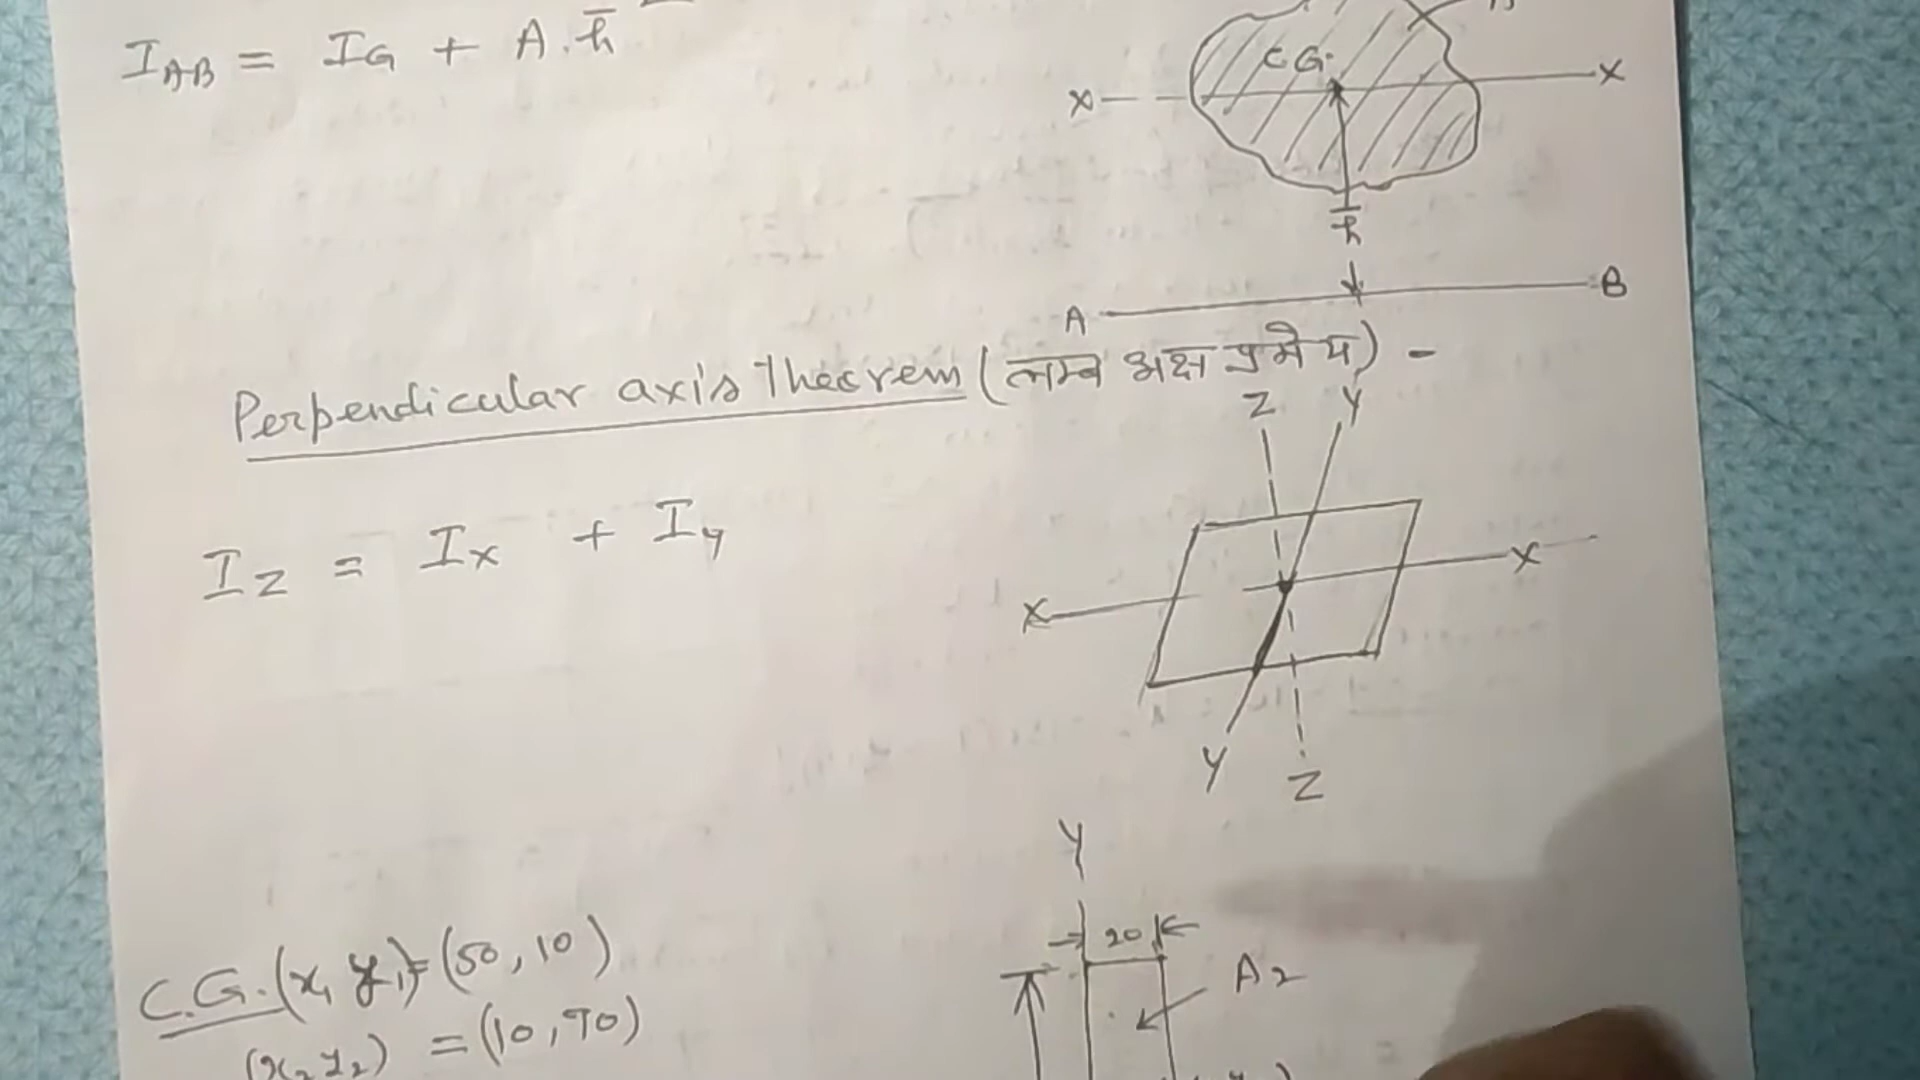 I_AB = I_G + A.h̄
C.G.
X
X
h̄
A
B
Perpendicular axis Theorem (लम्ब अक्ष प्रमेय) -
Z
Y
I_Z = I_X + I_y
X
X
Y
Z
Y
20
A2
C.G. (x₁ y₁) = (50, 10)
(x₂ y₂) = (10, 70)